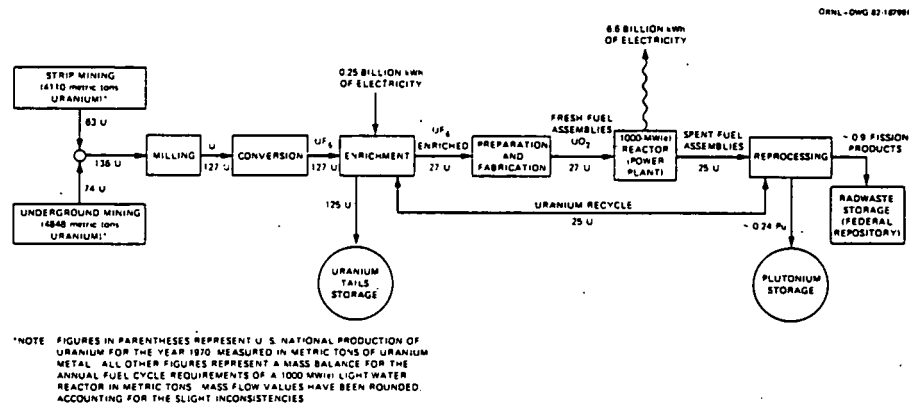 ORNL-DWG 82-18799R
6.6 BILLION kWh
OF ELECTRICITY
STRIP MINING
(4110 metric tons
URANIUM)*
0.25 BILLION kWh
OF ELECTRICITY
63 U
136 U
MILLING
U
127 U
CONVERSION
UF6
127 U
ENRICHMENT
UF6
ENRICHED
27 U
PREPARATION
AND
FABRICATION
FRESH FUEL
ASSEMBLIES
UO2
27 U
1000-MW(e)
REACTOR
(POWER
PLANT)
SPENT FUEL
ASSEMBLIES
25 U
REPROCESSING
~ 0.9 FISSION
PRODUCTS
74 U
UNDERGROUND MINING
(4848 metric tons
URANIUM)*
125 U
URANIUM RECYCLE
25 U
~ 0.24 Pu
RADWASTE
STORAGE
(FEDERAL
REPOSITORY)
URANIUM
TAILS
STORAGE
PLUTONIUM
STORAGE
*NOTE FIGURES IN PARENTHESES REPRESENT U. S. NATIONAL PRODUCTION OF
URANIUM FOR THE YEAR 1970 MEASURED IN METRIC TONS OF URANIUM
METAL ALL OTHER FIGURES REPRESENT A MASS BALANCE FOR THE
ANNUAL FUEL CYCLE REQUIREMENTS OF A 1000 MW(e) LIGHT WATER
REACTOR IN METRIC TONS MASS FLOW VALUES HAVE BEEN ROUNDED,
ACCOUNTING FOR THE SLIGHT INCONSISTENCIES